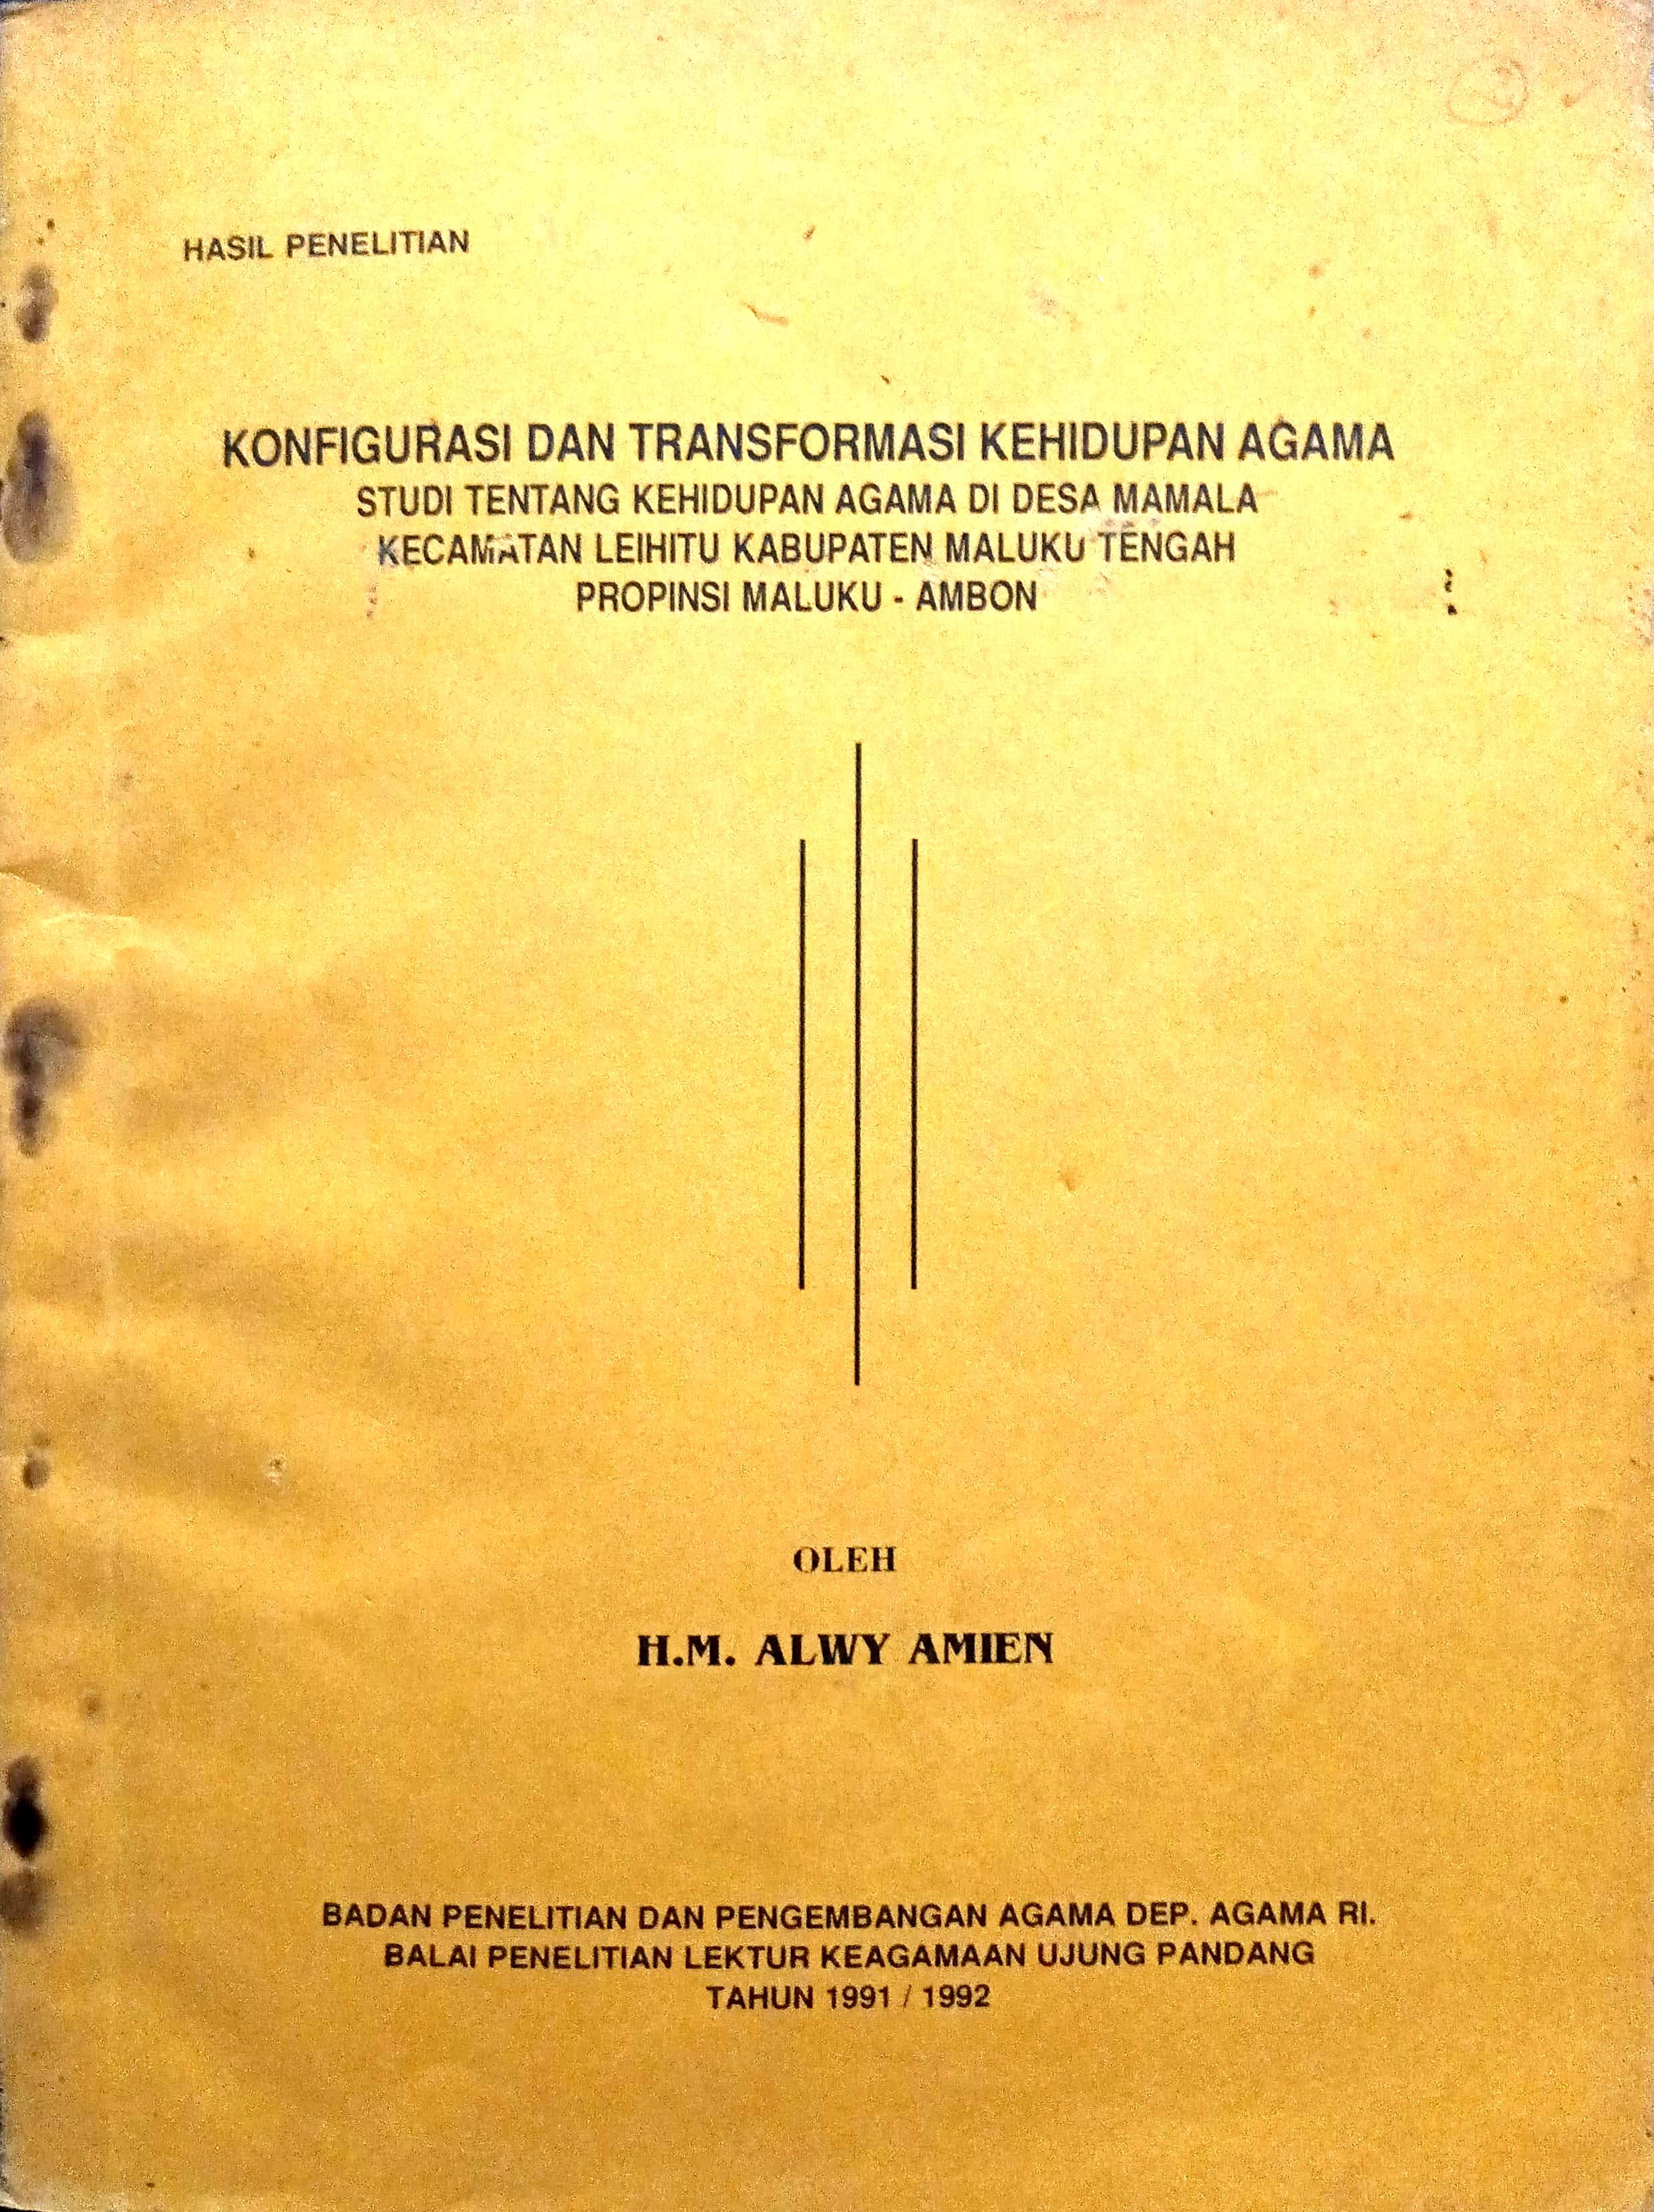 HASIL PENELITIAN
KONFIGURASI DAN TRANSFORMASI KEHIDUPAN AGAMA
STUDI TENTANG KEHIDUPAN AGAMA DI DESA MAMALA
KECAMATAN LEIHITU KABUPATEN MALUKU TENGAH
PROPINSI MALUKU - AMBON
OLEH
H.M. ALWY AMIEN
BADAN PENELITIAN DAN PENGEMBANGAN AGAMA DEP. AGAMA RI.
BALAI PENELITIAN LEKTUR KEAGAMAAN UJUNG PANDANG
TAHUN 1991 / 1992